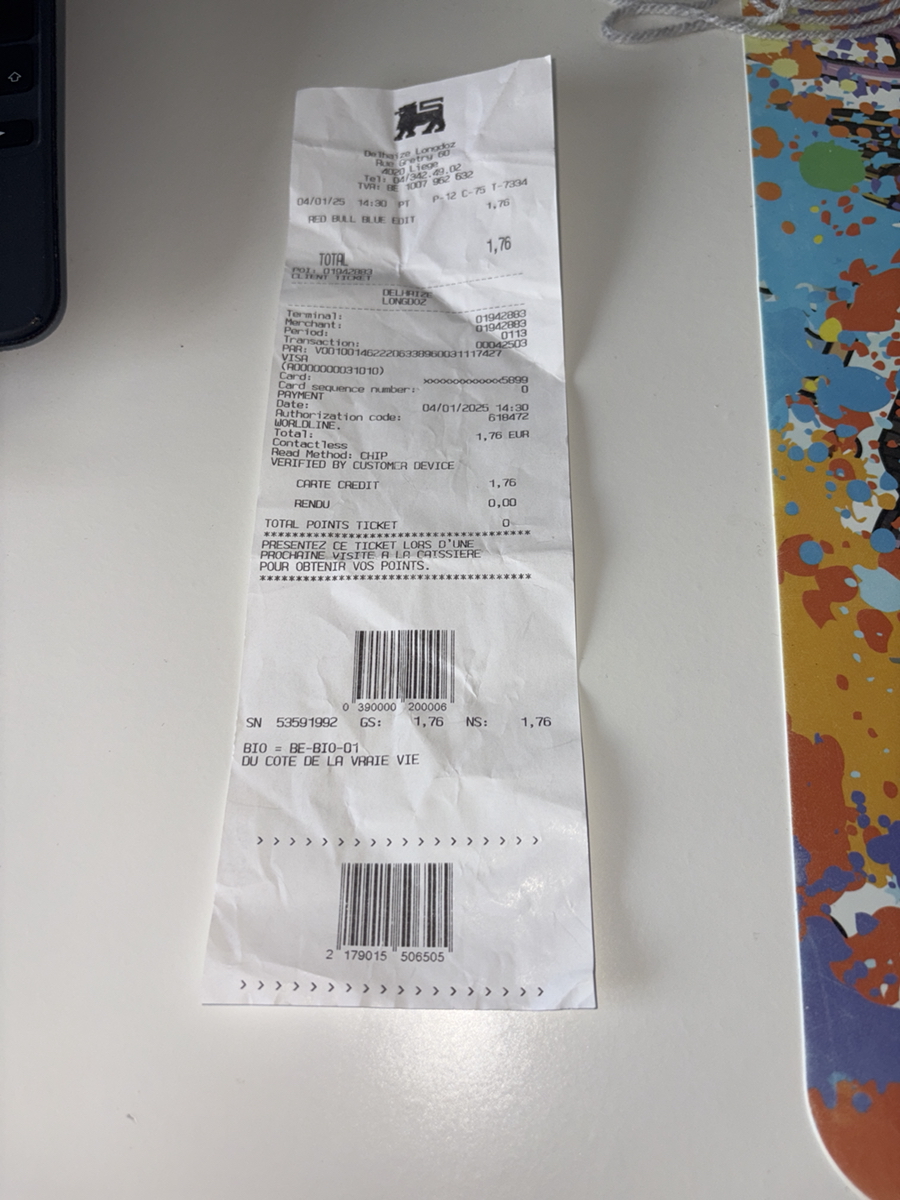 Delhaize Longdoz
Rue Gretry 60
4020 Liege
Tel: 04/342.49.02
TVA: BE 1007 962 632
04/01/25 14:30 PT P-12 C-75 T-7394
RED BULL BLUE EDIT 1,76
TOTAL 1,76
POI: 01942883
CLIENT TICKET
DELHAIZE
LONGDOZ
Terminal: 01942883
Merchant: 01942883
Period: 0113
Transaction: 00042503
PAR: V0010014622206338960031117427
VISA
(A0000000031010)
Card: xxxxxxxxxxxx5899
Card sequence number: 0
PAYMENT
Date: 04/01/2025 14:30
Authorization code: 618472
WORLDLINE.
Total: 1,76 EUR
Contactless
Read Method: CHIP
VERIFIED BY CUSTOMER DEVICE
CARTE CREDIT 1,76
RENDU 0,00
TOTAL POINTS TICKET 0
****************************************
PRESENTEZ CE TICKET LORS D'UNE
PROCHAINE VISITE A LA CAISSIERE
POUR OBTENIR VOS POINTS.
****************************************
0 390000 200006
SN 53591992 GS: 1,76 NS: 1,76
BIO = BE-BIO-01
DU COTE DE LA VRAIE VIE
> > > > > > > > > > > > > > > > > >
2 179015 506505
> > > > > > > > > > > > > > > > > >